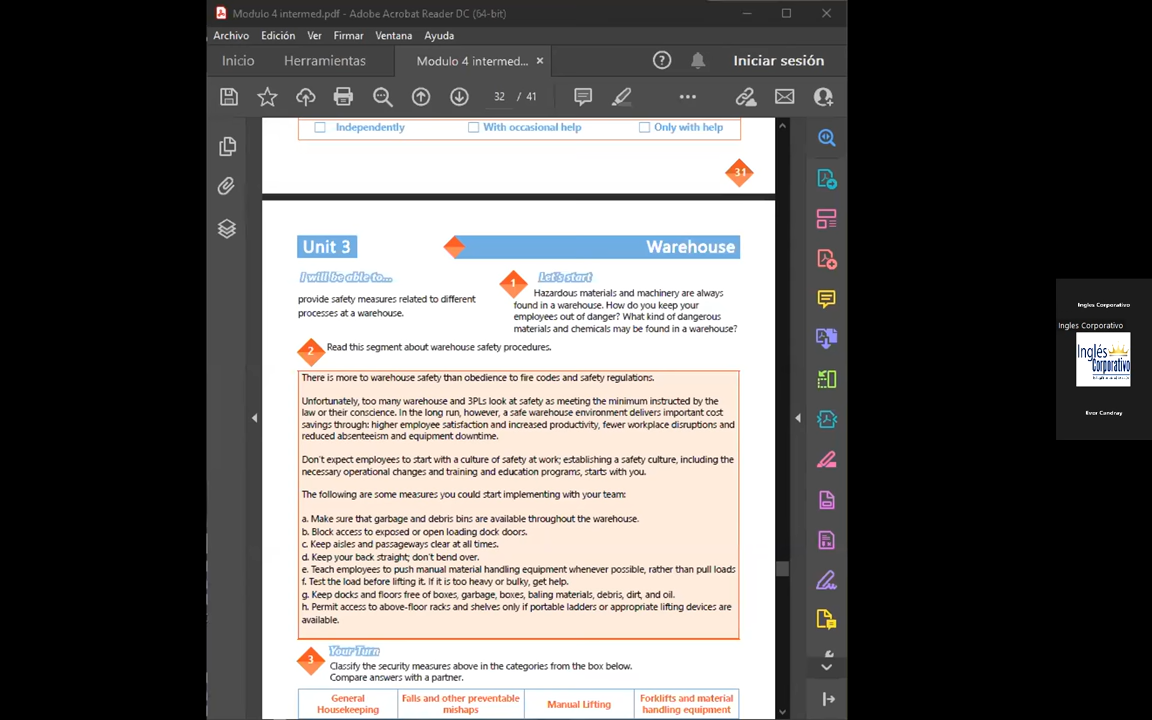 Modulo 4 intermed.pdf - Adobe Acrobat Reader DC (64-bit)
Archivo Edición Ver Firmar Ventana Ayuda
Inicio Herramientas Modulo 4 intermed... Iniciar sesión
32 / 41
Independently With occasional help Only with help
31
Unit 3 Warehouse
I will be able to...
provide safety measures related to different
processes at a warehouse.
1 Let's start
Hazardous materials and machinery are always
found in a warehouse. How do you keep your
employees out of danger? What kind of dangerous
materials and chemicals may be found in a warehouse?
2 Read this segment about warehouse safety procedures.
There is more to warehouse safety than obedience to fire codes and safety regulations.
Unfortunately, too many warehouse and 3PLs look at safety as meeting the minimum instructed by the
law or their conscience. In the long run, however, a safe warehouse environment delivers important cost
savings through: higher employee satisfaction and increased productivity, fewer workplace disruptions and
reduced absenteeism and equipment downtime.
Don't expect employees to start with a culture of safety at work; establishing a safety culture, including the
necessary operational changes and training and education programs, starts with you.
The following are some measures you could start implementing with your team:
a. Make sure that garbage and debris bins are available throughout the warehouse.
b. Block access to exposed or open loading dock doors.
c. Keep aisles and passageways clear at all times.
d. Keep your back straight; don't bend over.
e. Teach employees to push manual material handling equipment whenever possible, rather than pull loads
f. Test the load before lifting it. If it is too heavy or bulky, get help.
g. Keep docks and floors free of boxes, garbage, boxes, baling materials, debris, dirt, and oil.
h. Permit access to above-floor racks and shelves only if portable ladders or appropriate lifting devices are
available.
3 Your Turn
Classify the security measures above in the categories from the box below.
Compare answers with a partner.
General
Housekeeping
Falls and other preventable
mishaps
Manual Lifting
Forklifts and material
handling equipment
Ingles Corporativo
Ingles Corporativo
Inglés
Corporativo